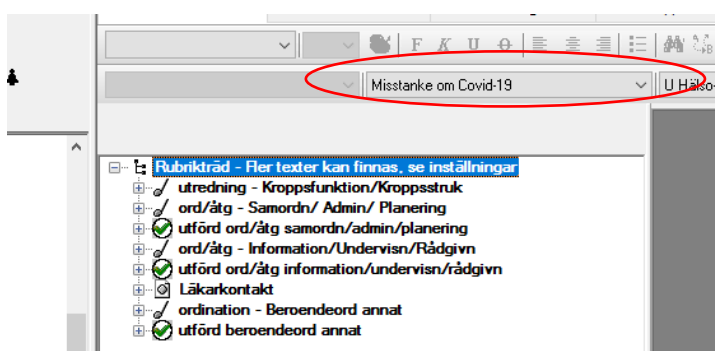 F K U O
Misstanke om Covid-19
U Hälso-
Rubrikträd - Fler texter kan finnas, se inställningar
utredning - Kroppsfunktion/Kroppsstruk
ord/åtg - Samordn/ Admin/ Planering
utförd ord/åtg samordn/admin/planering
ord/åtg - Information/Undervisn/Rådgivn
utförd ord/åtg information/undervisn/rådgivn
Läkarkontakt
ordination - Beroendeord annat
utförd beroendeord annat